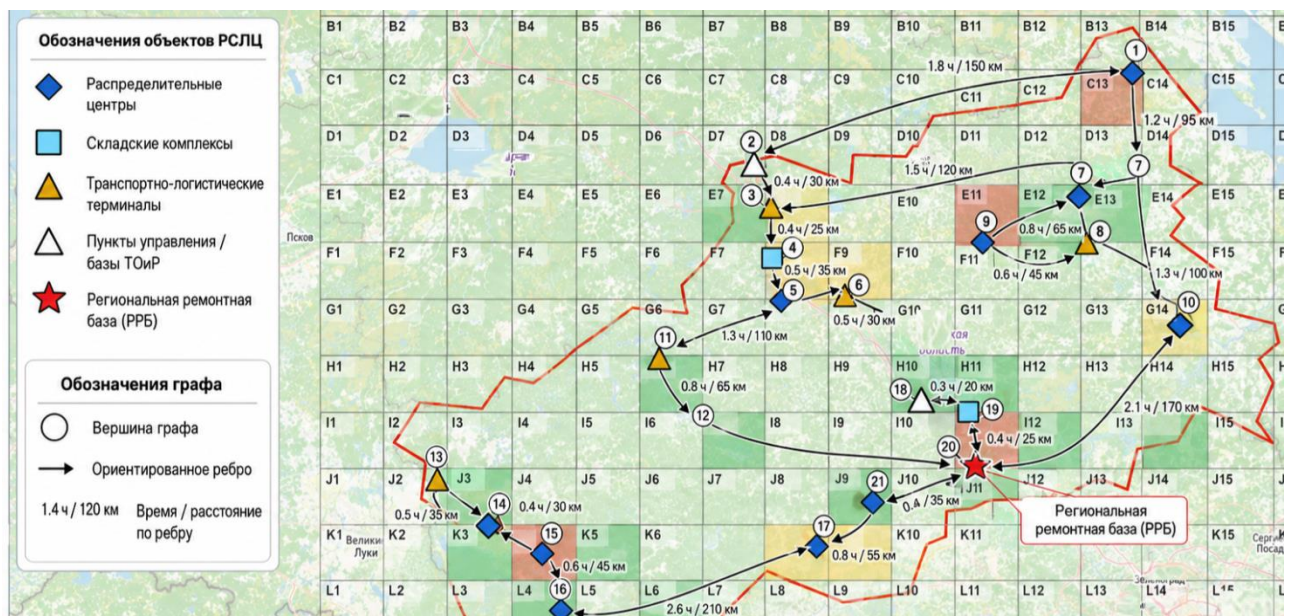 Обозначения объектов РСЛЦ
Распределительные
центры
Складские комплексы
Транспортно-логистические
терминалы
Пункты управления /
базы ТОиР
Региональная ремонтная
база (РРБ)
Обозначения графа
Вершина графа
Ориентированное ребро
1.4 ч / 120 км
Время / расстояние
по ребру
B1 B2 B3 B4 B5 B6 B7 B8 B9 B10 B11 B12 B13 B14 B15
1
1.8 ч / 150 км
C1 C2 C3 C4 C5 C6 C7 C8 C9 C10 C11 C12 C13 C14 C15
1.2 ч / 95 км
D1 D2 D3 D4 D5 D6 D7 D8 D9 D10 D11 D12 D13 D14 D15
2
1.5 ч / 120 км
7
7
0.4 ч / 30 км
E1 E2 E3 E4 E5 E6 E7 E10 E11 E12 E13 E14 E15
3
0.4 ч / 25 км
9
0.8 ч / 65 км
8
Псков
F1 F2 F3 F4 F5 F6 F7 F9 F10 F11 F12 F14 F15
4
0.5 ч / 35 км
0.6 ч / 45 км
1.3 ч / 100 км
5
6
10
G1 G2 G3 G4 G5 G6 G7 G10 G11 G12 G13 G14 G15
0.5 ч / 30 км
1.3 ч / 110 км
11
ская
область
H1 H2 H3 H4 H5 H7 H8 H9 H10 H11 H12 H13 H14 H15
0.8 ч / 65 км
0.3 ч / 20 км
18
2.1 ч / 170 км
12
19
I1 I2 I3 I4 I5 I6 I8 I9 I10 I12 I13 I14 I15
0.4 ч / 25 км
20
13
J1 J2 J3 J4 J5 J6 J7 J8 J9 J10 J11 J12 J13 J14 J15
21
0.4 / 35 км
0.4 ч / 30 км
14
0.5 ч / 35 км
Региональная
ремонтная база (РРБ)
K1 K2 K3 K5 K6 K10 K11 K15
Великие
Луки
15
17
0.8 ч / 55 км
0.6 ч / 45 км
16
L1 L2 L3 L4 L5 L6 L7 L8 L9 L10 L11 L12 L13 L14
2.6 ч / 210 км